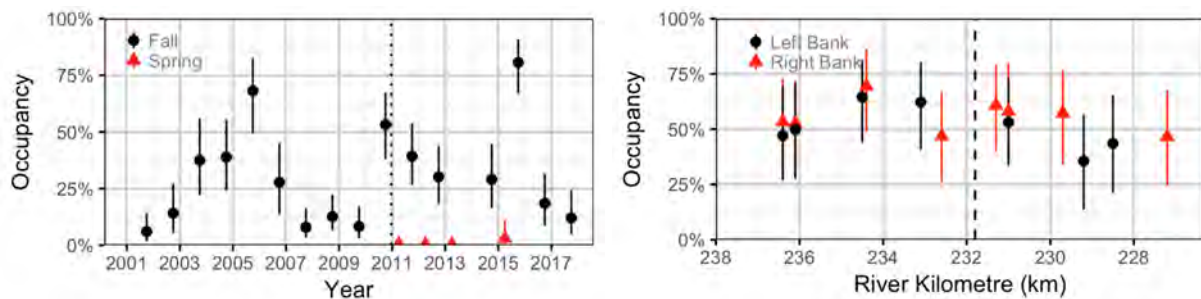 100%
75%
50%
25%
0%
Occupancy
Fall
Spring
2001 2003 2005 2007 2009 2011 2013 2015 2017
Year
100%
75%
50%
25%
0%
Occupancy
Left Bank
Right Bank
238 236 234 232 230 228
River Kilometre (km)